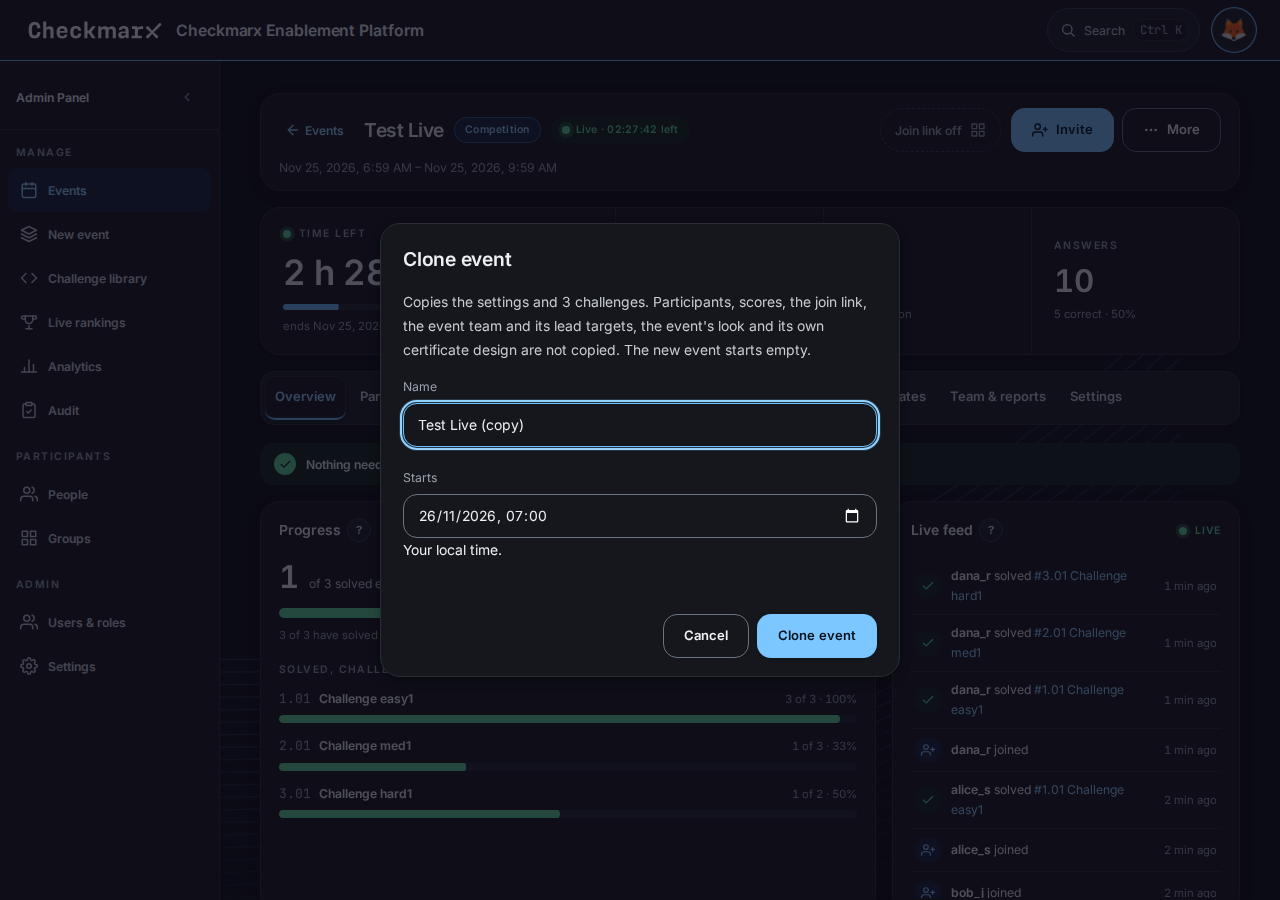 Checkmarx
Checkmarx Enablement Platform
Search Ctrl K
Admin Panel
MANAGE
Events
New event
Challenge library
Live rankings
Analytics
Audit
PARTICIPANTS
People
Groups
ADMIN
Users & roles
Settings
Events
Test Live
Competition
Live · 02:27:42 left
Join link off
Invite
More
Nov 25, 2026, 6:59 AM – Nov 25, 2026, 9:59 AM
TIME LEFT
2 h 28
ends Nov 25, 202
ANSWERS
10
5 correct · 50%
Overview
Team & reports
Settings
Clone event
Copies the settings and 3 challenges. Participants, scores, the join link,
the event team and its lead targets, the event's look and its own
certificate design are not copied. The new event starts empty.
Name
Test Live (copy)
Starts
26/11/2026, 07:00
Your local time.
Cancel
Clone event
Nothing need
Progress ?
1 of 3 solved
3 of 3 have solved
SOLVED,
1.01 Challenge easy1 3 of 3 · 100%
2.01 Challenge med1 1 of 3 · 33%
3.01 Challenge hard1 1 of 2 · 50%
Live feed ?
LIVE
dana_r solved #3.01 Challenge
hard1
1 min ago
dana_r solved #2.01 Challenge
med1
1 min ago
dana_r solved #1.01 Challenge
easy1
1 min ago
dana_r joined
1 min ago
alice_s solved #1.01 Challenge
easy1
2 min ago
alice_s joined
2 min ago
bob_j joined
2 min ago